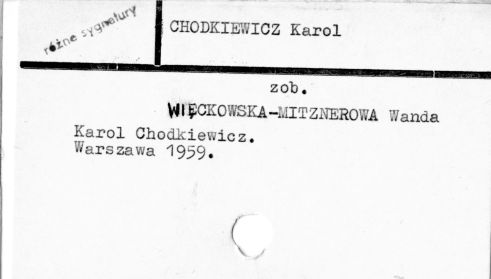 różne sygnatury
CHODKIEWICZ Karol
zob.
WIĘCKOWSKA-MITZNEROWA Wanda
Karol Chodkiewicz.
Warszawa 1959.